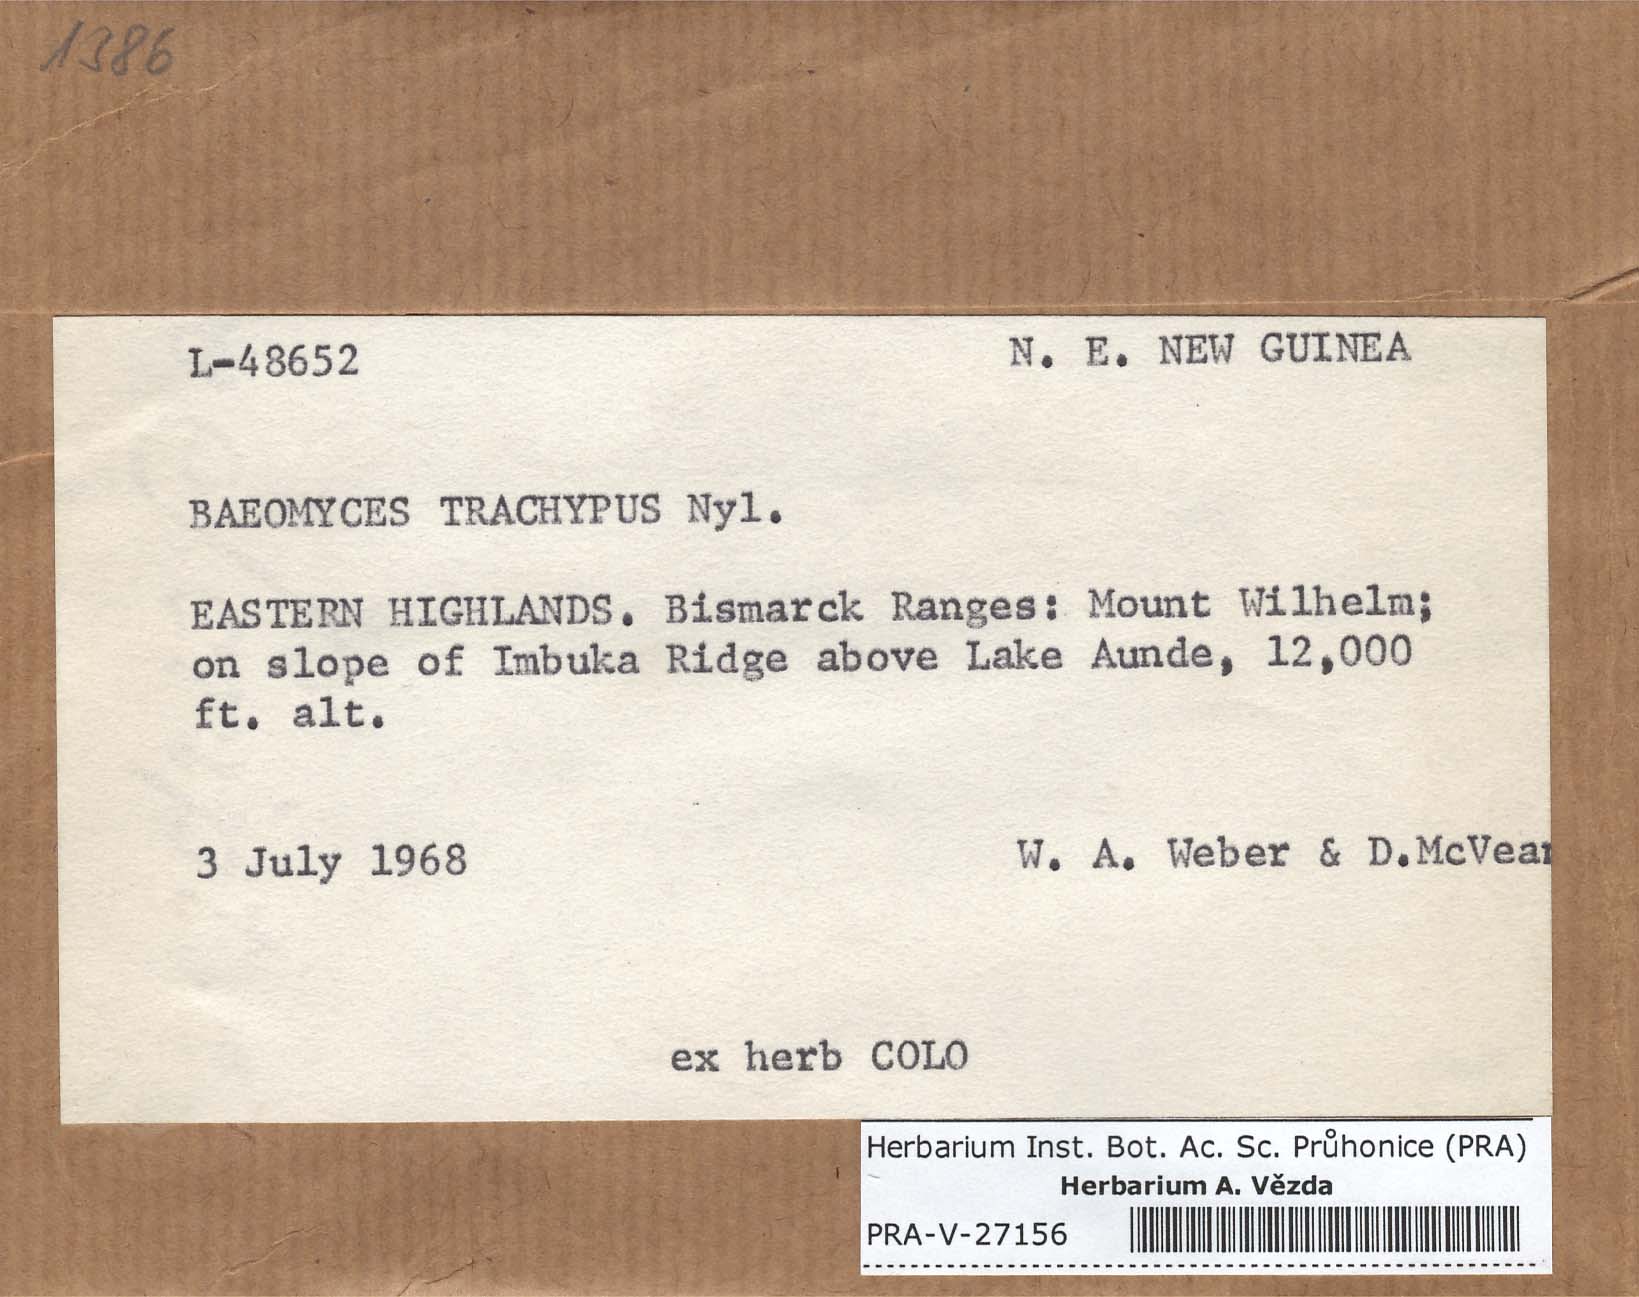 1386
L-48652
N. E. NEW GUINEA
BAEOMYCES TRACHYPUS Nyl.
EASTERN HIGHLANDS. Bismarck Ranges: Mount Wilhelm;
on slope of Imbuka Ridge above Lake Aunde, 12,000
ft. alt.
3 July 1968
W. A. Weber & D.McVean
ex herb COLO
Herbarium Inst. Bot. Ac. Sc. Průhonice (PRA)
Herbarium A. Vězda
PRA-V-27156